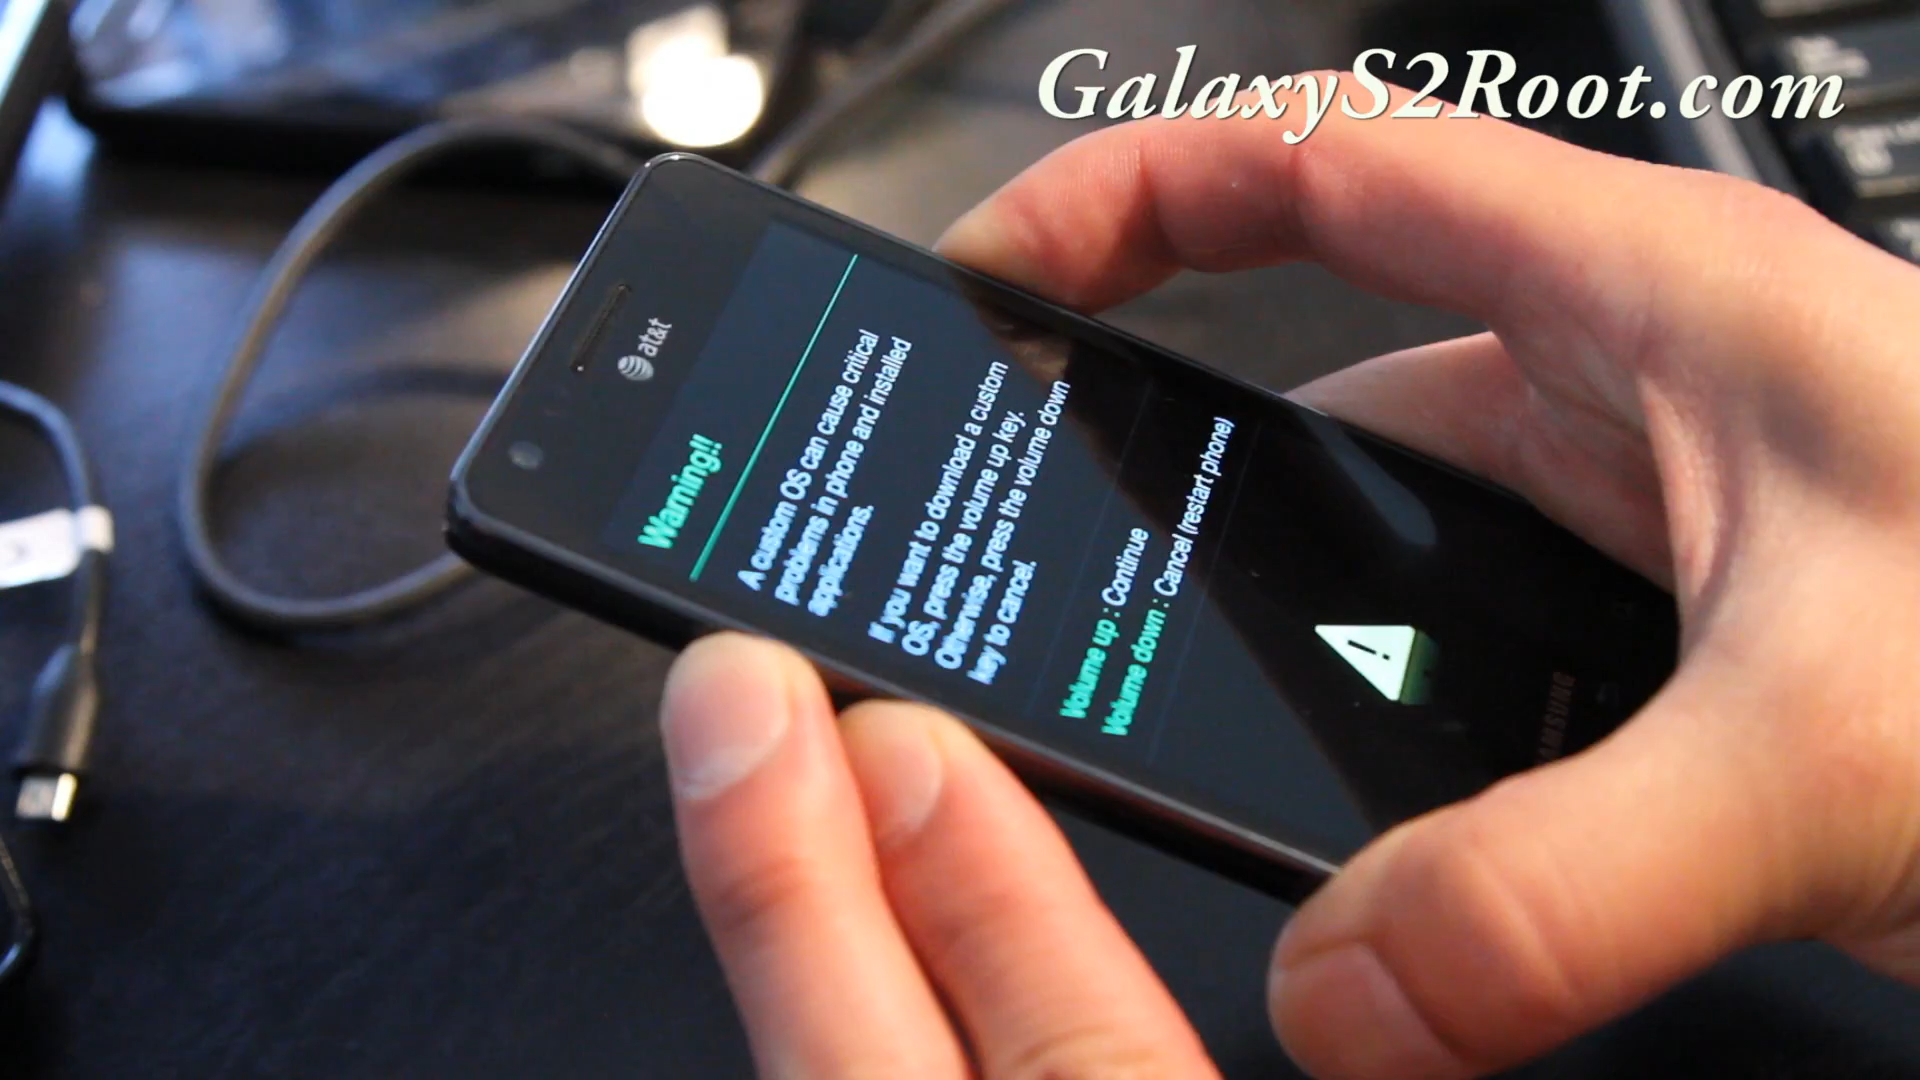 GalaxyS2Root.com
at&t
Warning!!
A custom OS can cause critical
problems in phone and installed
applications.
If you want to download a custom
OS, press the volume up key.
Otherwise, press the volume down
key to cancel.
Volume up : Continue
Volume down : Cancel (restart phone)
!
SAMSUNG